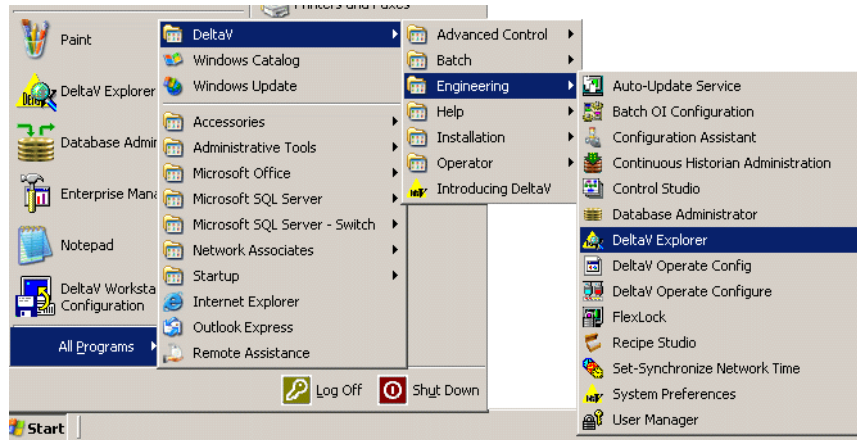 Printers and Faxes
Paint
DeltaV Explorer
Database Admin
Enterprise Mana
Notepad
DeltaV Worksta
Configuration
All Programs
DeltaV
Windows Catalog
Windows Update
Accessories
Administrative Tools
Microsoft Office
Microsoft SQL Server
Microsoft SQL Server - Switch
Network Associates
Startup
Internet Explorer
Outlook Express
Remote Assistance
Advanced Control
Batch
Engineering
Help
Installation
Operator
Introducing DeltaV
Auto-Update Service
Batch OI Configuration
Configuration Assistant
Continuous Historian Administration
Control Studio
Database Administrator
DeltaV Explorer
DeltaV Operate Config
DeltaV Operate Configure
FlexLock
Recipe Studio
Set-Synchronize Network Time
System Preferences
User Manager
Log Off
Shut Down
Start